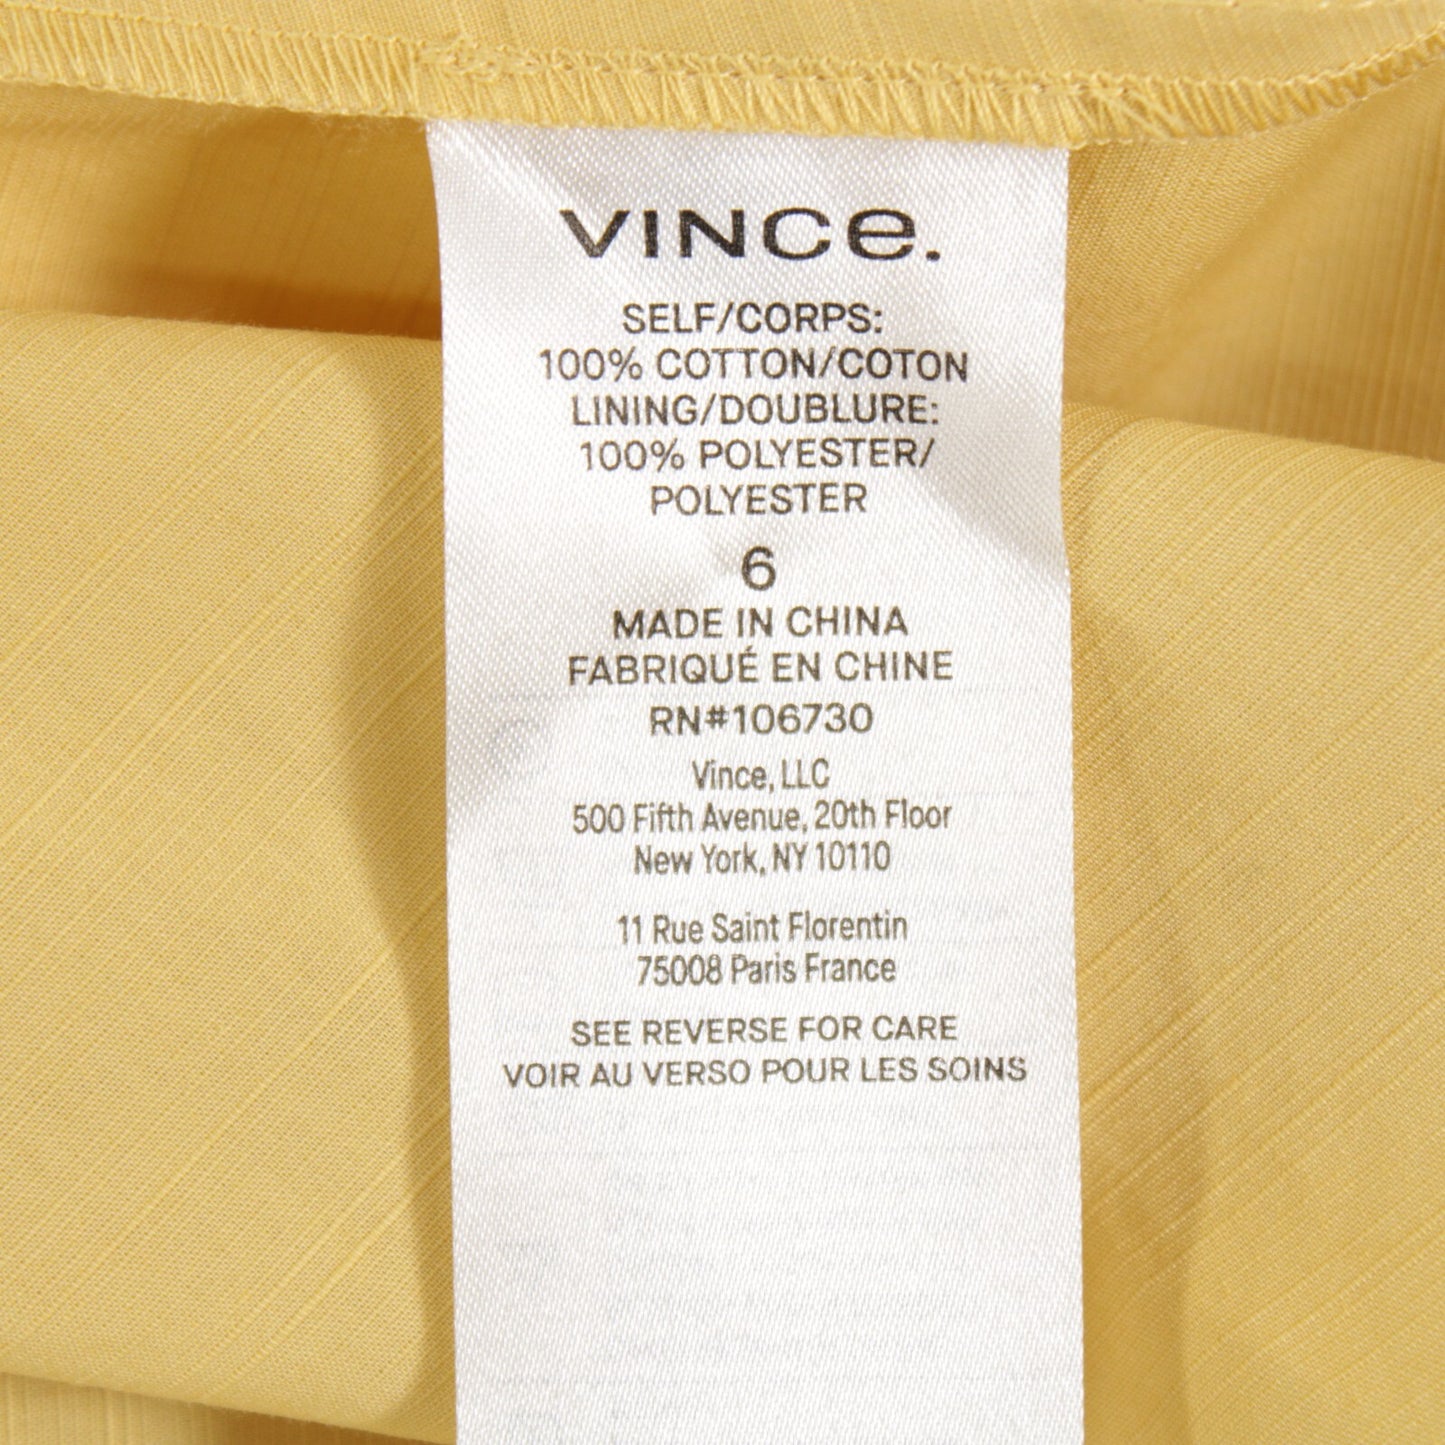 VINCe.
SELF/CORPS:
100% COTTON/COTON
LINING/DOUBLURE:
100% POLYESTER/
POLYESTER
6
MADE IN CHINA
FABRIQUÉ EN CHINE
RN#106730
Vince, LLC
500 Fifth Avenue, 20th Floor
New York, NY 10110
11 Rue Saint Florentin
75008 Paris France
SEE REVERSE FOR CARE
VOIR AU VERSO POUR LES SOINS